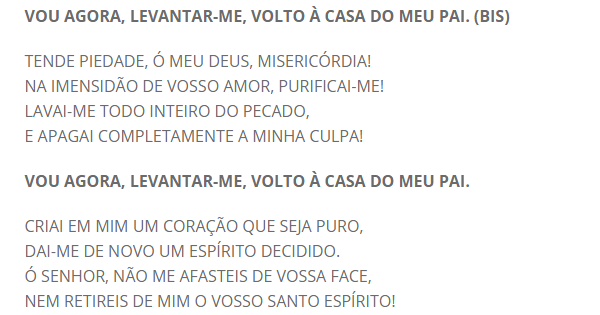 VOU AGORA, LEVANTAR-ME, VOLTO À CASA DO MEU PAI. (BIS)
TENDE PIEDADE, Ó MEU DEUS, MISERICÓRDIA!
NA IMENSIDÃO DE VOSSO AMOR, PURIFICAI-ME!
LAVAI-ME TODO INTEIRO DO PECADO,
E APAGAI COMPLETAMENTE A MINHA CULPA!
VOU AGORA, LEVANTAR-ME, VOLTO À CASA DO MEU PAI.
CRIAI EM MIM UM CORAÇÃO QUE SEJA PURO,
DAI-ME DE NOVO UM ESPÍRITO DECIDIDO.
Ó SENHOR, NÃO ME AFASTEIS DE VOSSA FACE,
NEM RETIREIS DE MIM O VOSSO SANTO ESPÍRITO!